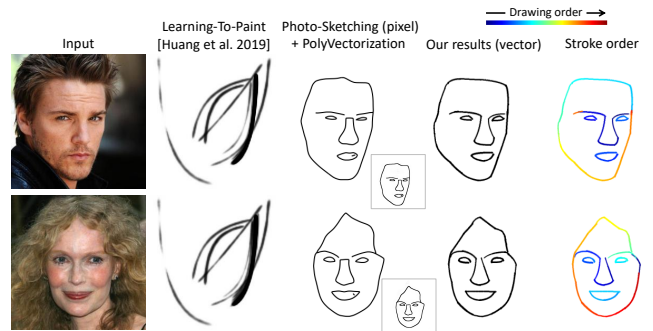 Drawing order
Input
Learning-To-Paint
[Huang et al. 2019]
Photo-Sketching (pixel)
+ PolyVectorization
Our results (vector)
Stroke order